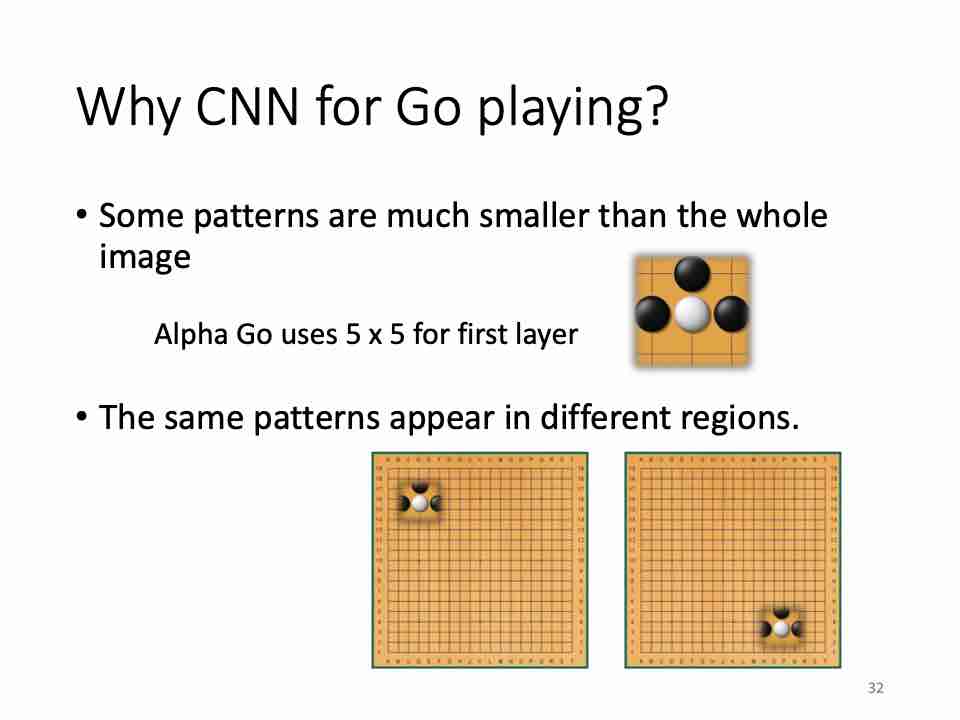 Why CNN for Go playing?
• Some patterns are much smaller than the whole
image
Alpha Go uses 5 x 5 for first layer
• The same patterns appear in different regions.
32